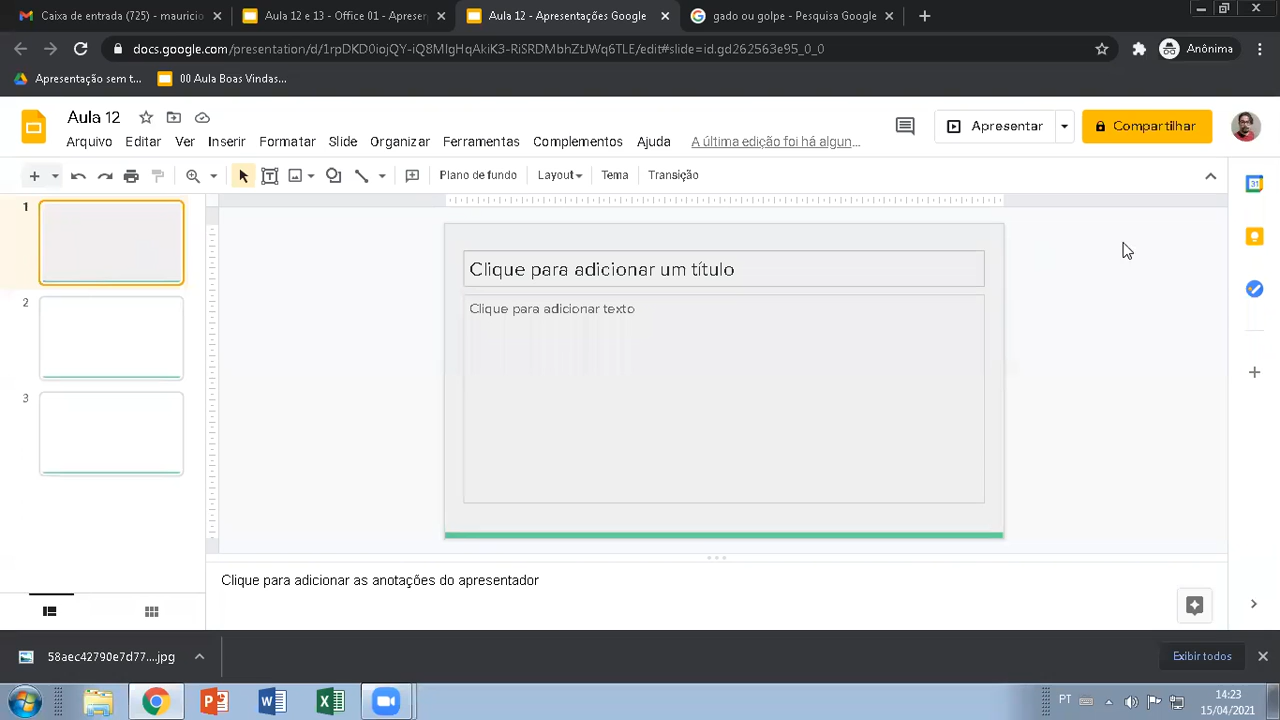 Caixa de entrada (725) - mauricio
Aula 12 e 13 - Office 01 - Apreser
Aula 12 - Apresentações Google
gado ou golpe - Pesquisa Google
docs.google.com/presentation/d/1rpDKD0iojQY-iQ8MIgHqAkiK3-RiSRDMbhZtJWq6TLE/edit#slide=id.gd262563e95_0_0
Anônima
Apresentação sem t...
00 Aula Boas Vindas...
Aula 12
Apresentar
Compartilhar
Arquivo Editar Ver Inserir Formatar Slide Organizar Ferramentas Complementos Ajuda A última edição foi há algun...
Plano de fundo Layout Tema Transição
31
1
2
3
Clique para adicionar um título
Clique para adicionar texto
Clique para adicionar as anotações do apresentador
58aec42790e7d77....jpg
Exibir todos
PT
14:23
15/04/2021